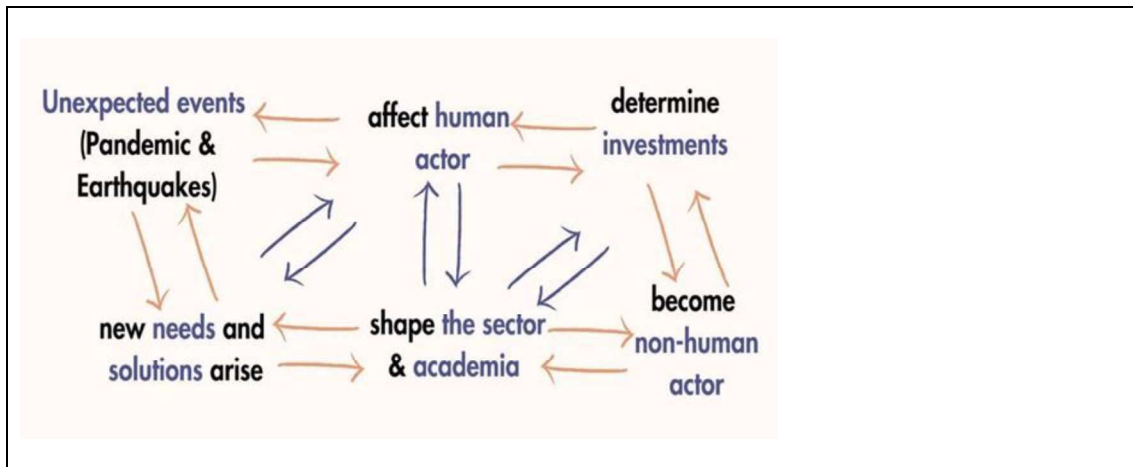 Unexpected events
(Pandemic &
Earthquakes)
affect human
actor
determine
investments
new needs and
solutions arise
shape the sector
& academia
become
non-human
actor